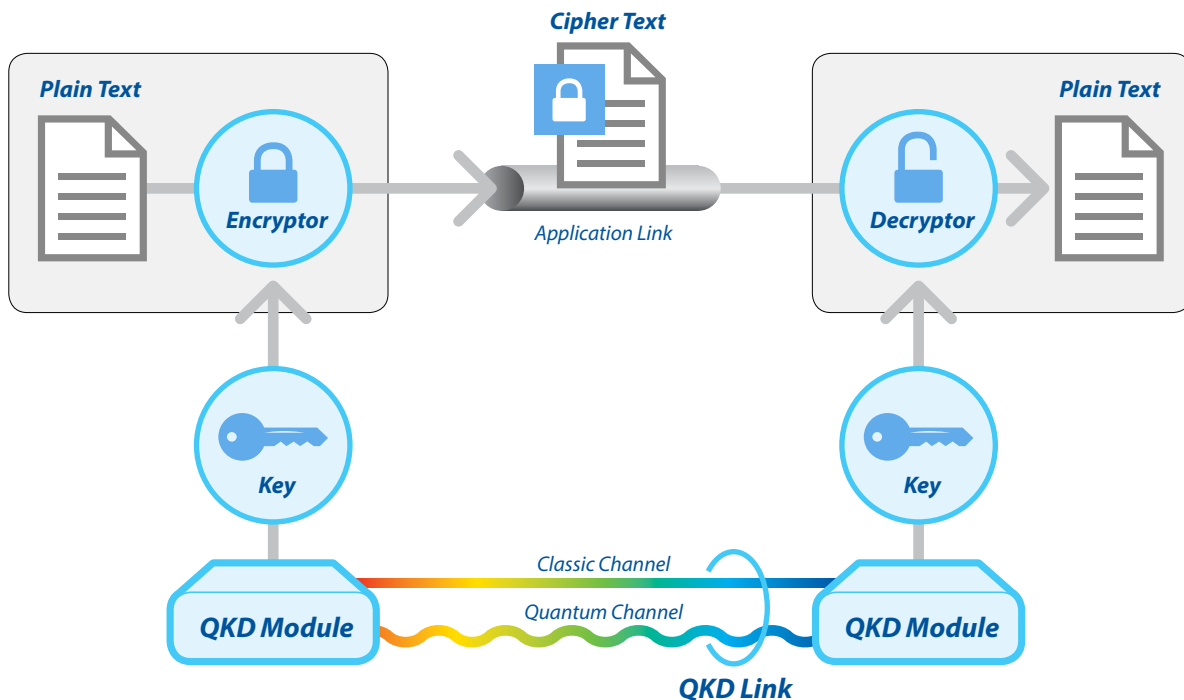 Cipher Text
Plain Text
Plain Text
Encryptor
Decryptor
Application Link
Key
Key
Classic Channel
Quantum Channel
QKD Module
QKD Module
QKD Link